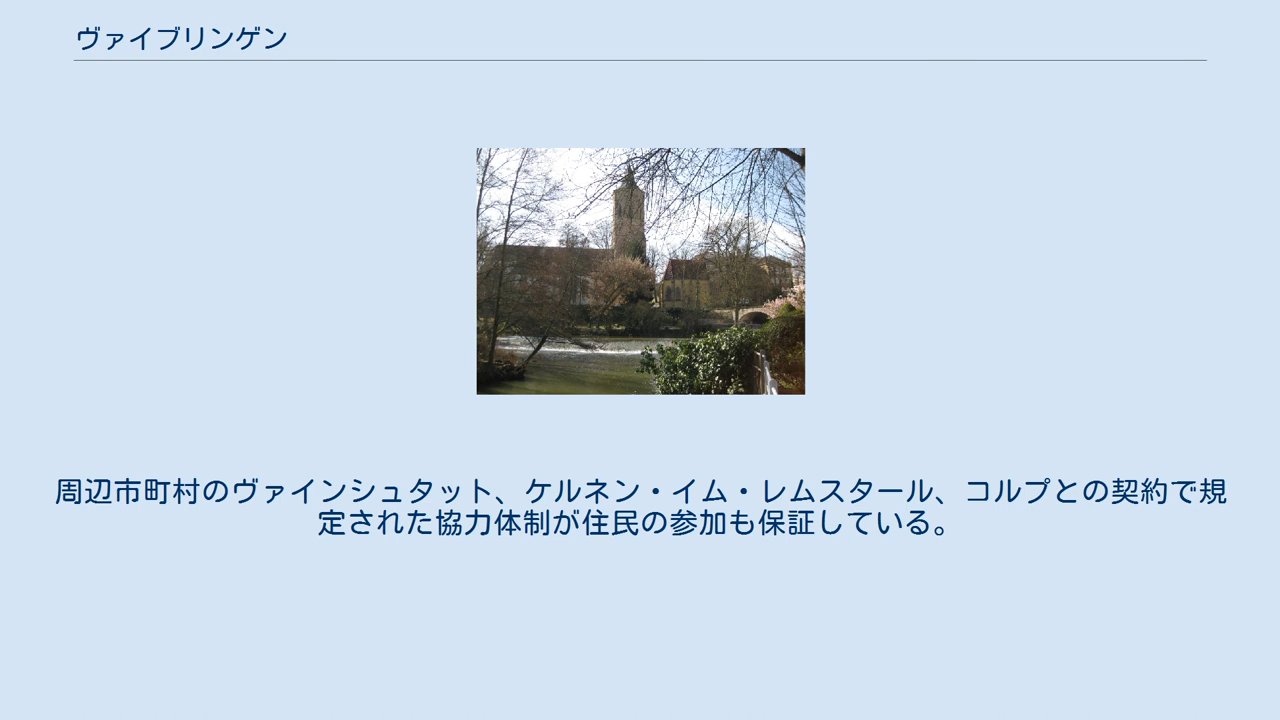 ヴァイブリンゲン
周辺市町村のヴァインシュタット、ケルネン・イム・レムスタール、コルプとの契約で規
定された協力体制が住民の参加も保証している。